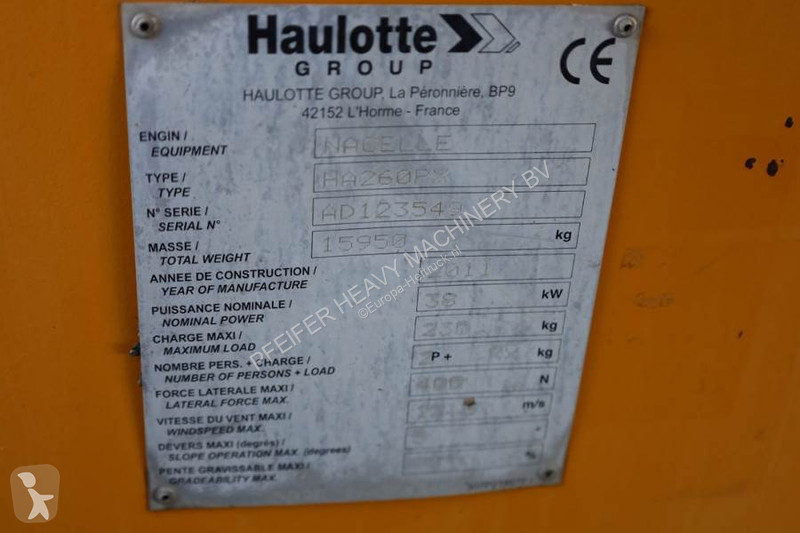 Haulotte
GROUP
CE
HAULOTTE GROUP, La Péronnière, BP9
42152 L'Horme - France
ENGIN /
EQUIPMENT
NACELLE
TYPE /
TYPE
HA260PX
N° SERIE /
SERIAL N°
AD123549
MASSE /
TOTAL WEIGHT
15950 kg
ANNEE DE CONSTRUCTION /
YEAR OF MANUFACTURE
2011
PUISSANCE NOMINALE /
NOMINAL POWER
38 kW
CHARGE MAXI /
MAXIMUM LOAD
230 kg
NOMBRE PERS. + CHARGE /
NUMBER OF PERSONS + LOAD
P + kg
FORCE LATERALE MAXI /
LATERAL FORCE MAX.
400 N
VITESSE DU VENT MAXI /
WINDSPEED MAX.
m/s
DEVERS MAXI (degrés) /
SLOPE OPERATION MAX. (degrees)
PENTE GRAVISSABLE MAXI /
GRADEABILITY MAX.
%
PFEIFER HEAVY MACHINERY BV
©Europa-Heftruck.nl